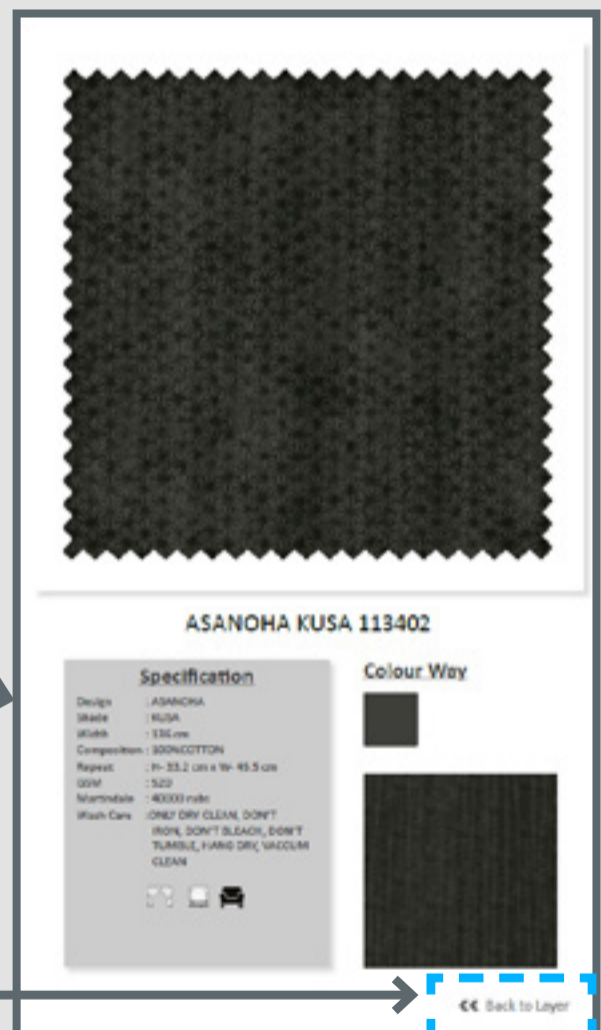 ASANOHA KUSA 113402
Specification
Design : ASANOHA
Shade : KUSA
Width : 136 cm
Composition : 100%COTTON
Repeat : H- 33.2 cm x W- 45.5 cm
GSM : 520
Martindale : 40000 rubs
Wash Care :ONLY DRY CLEAN, DON'T
IRON, DON'T BLEACH, DON'T
TUMBLE, HANG DRY, VACCUM
CLEAN
Colour Way
Back to Layer